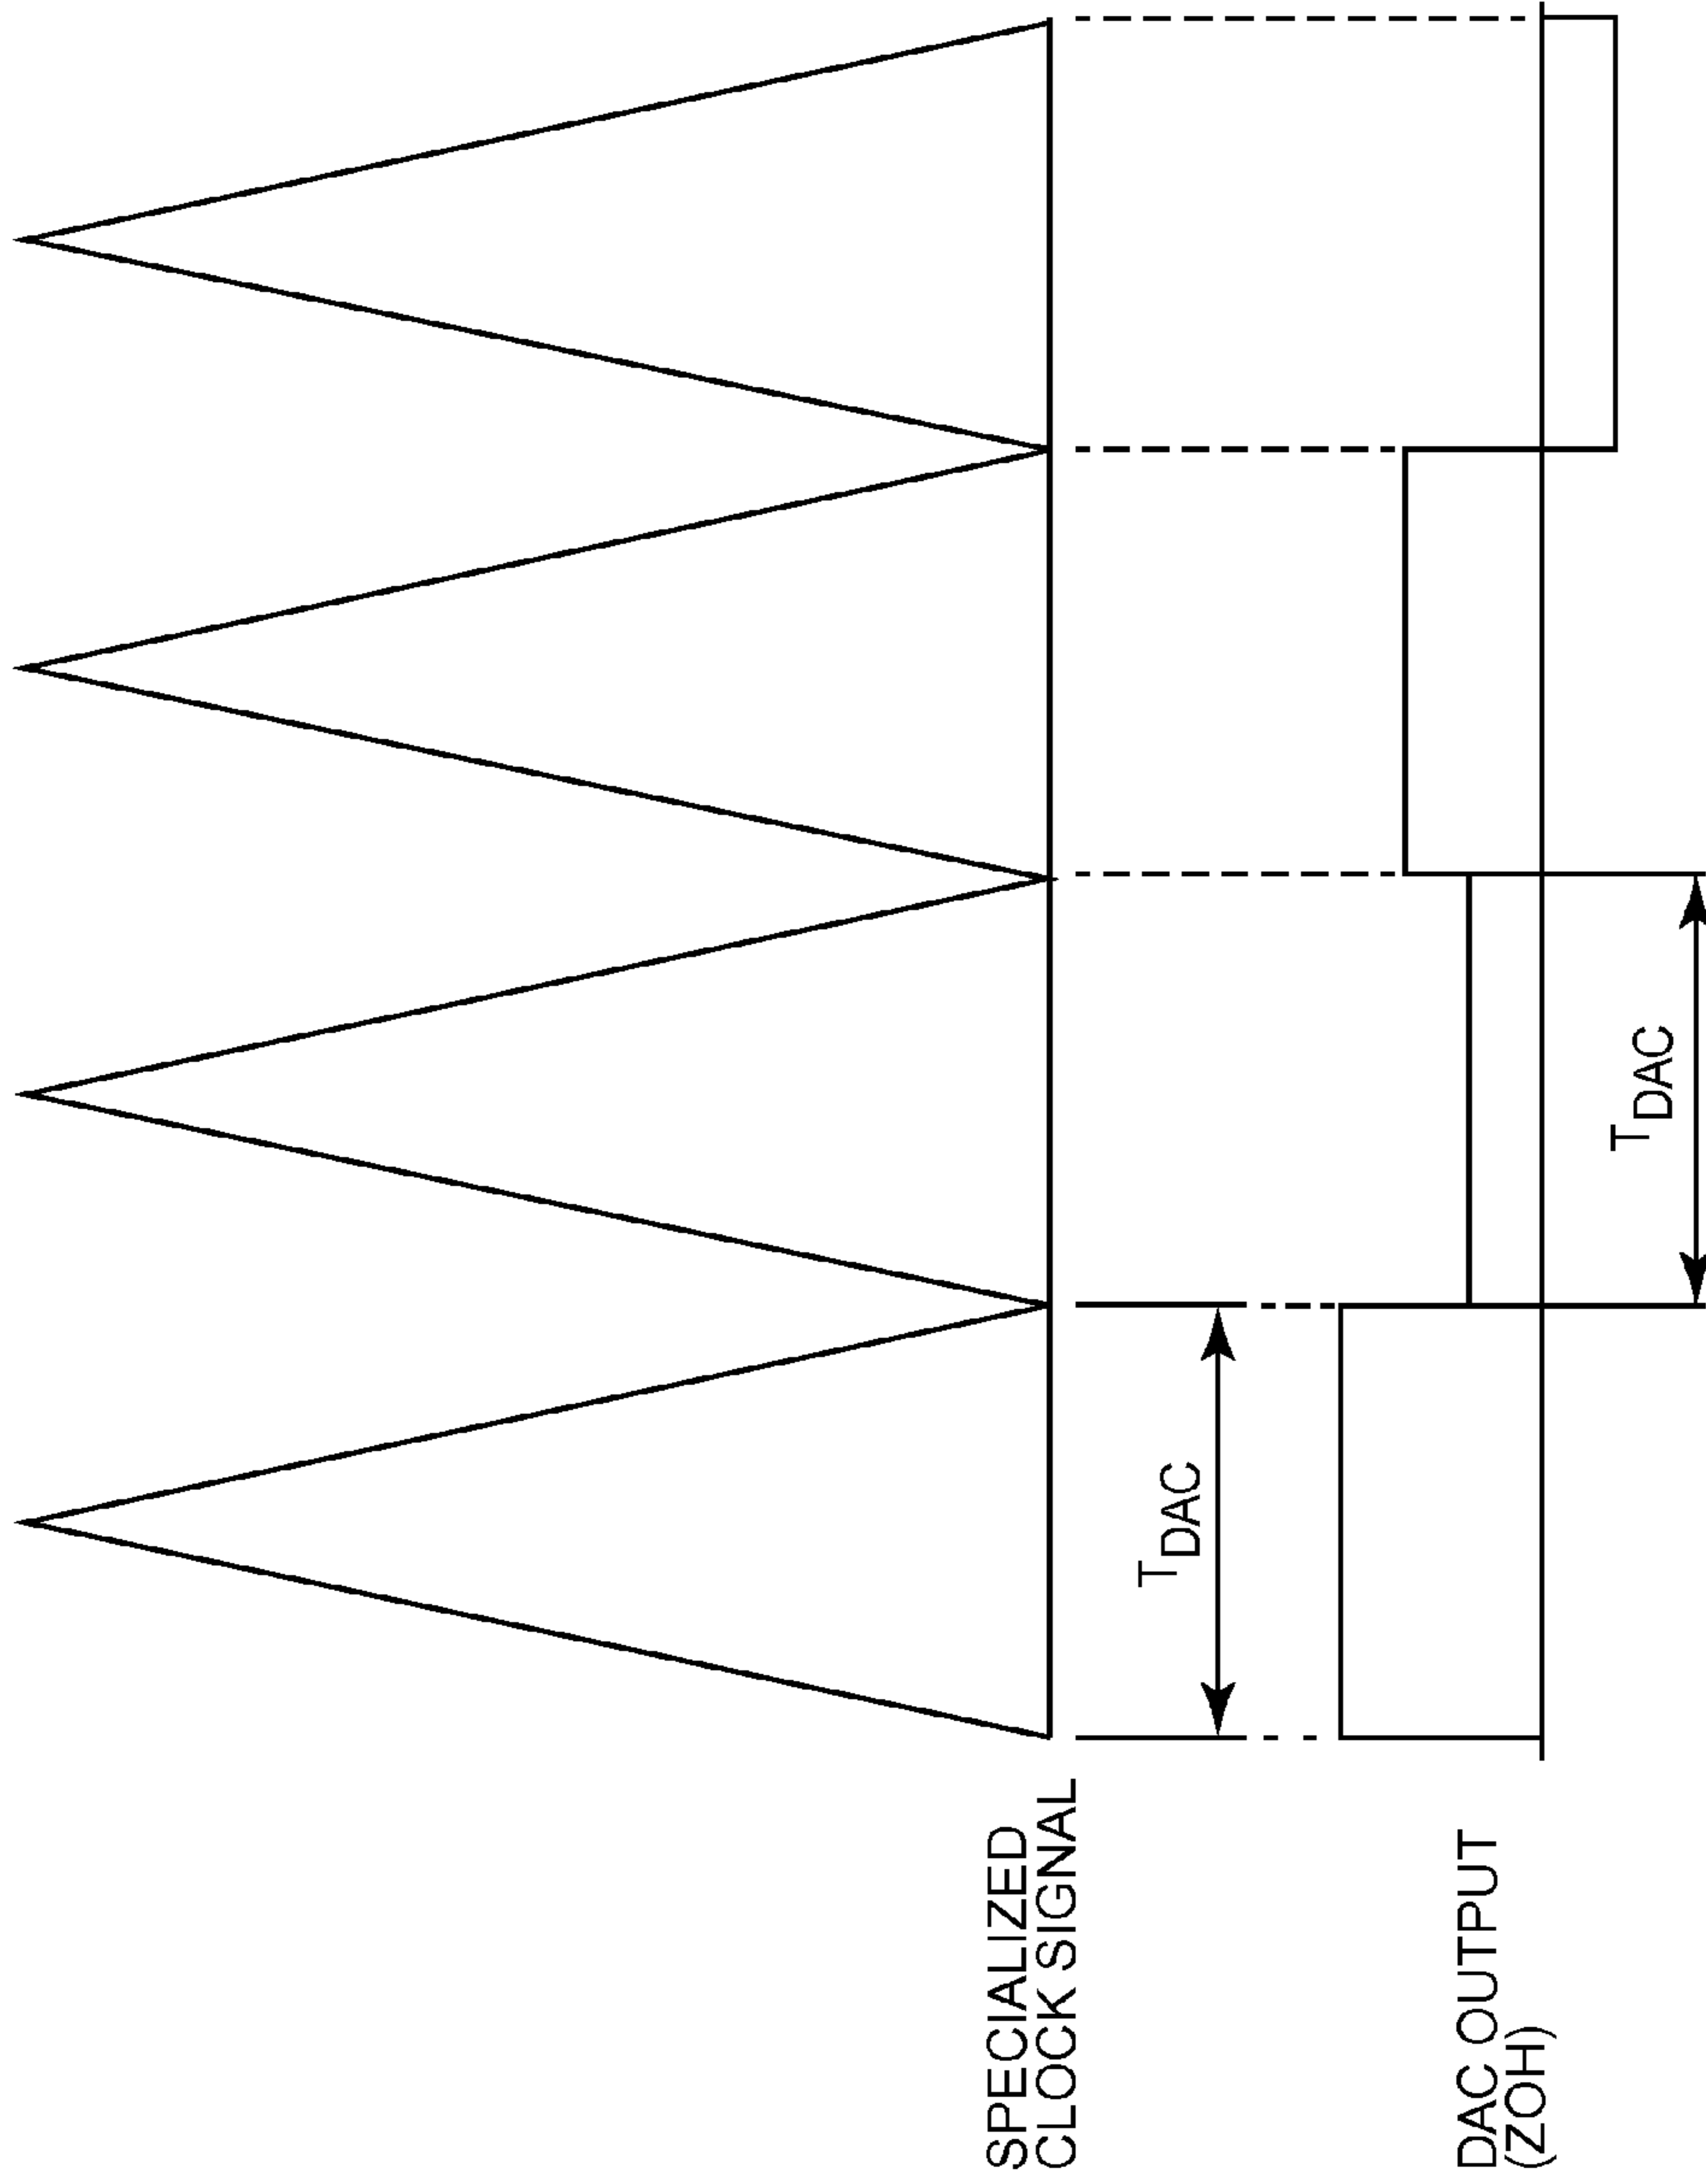 SPECIALIZED
CLOCK SIGNAL
TDAC
DAC OUTPUT
(ZOH)
TDAC